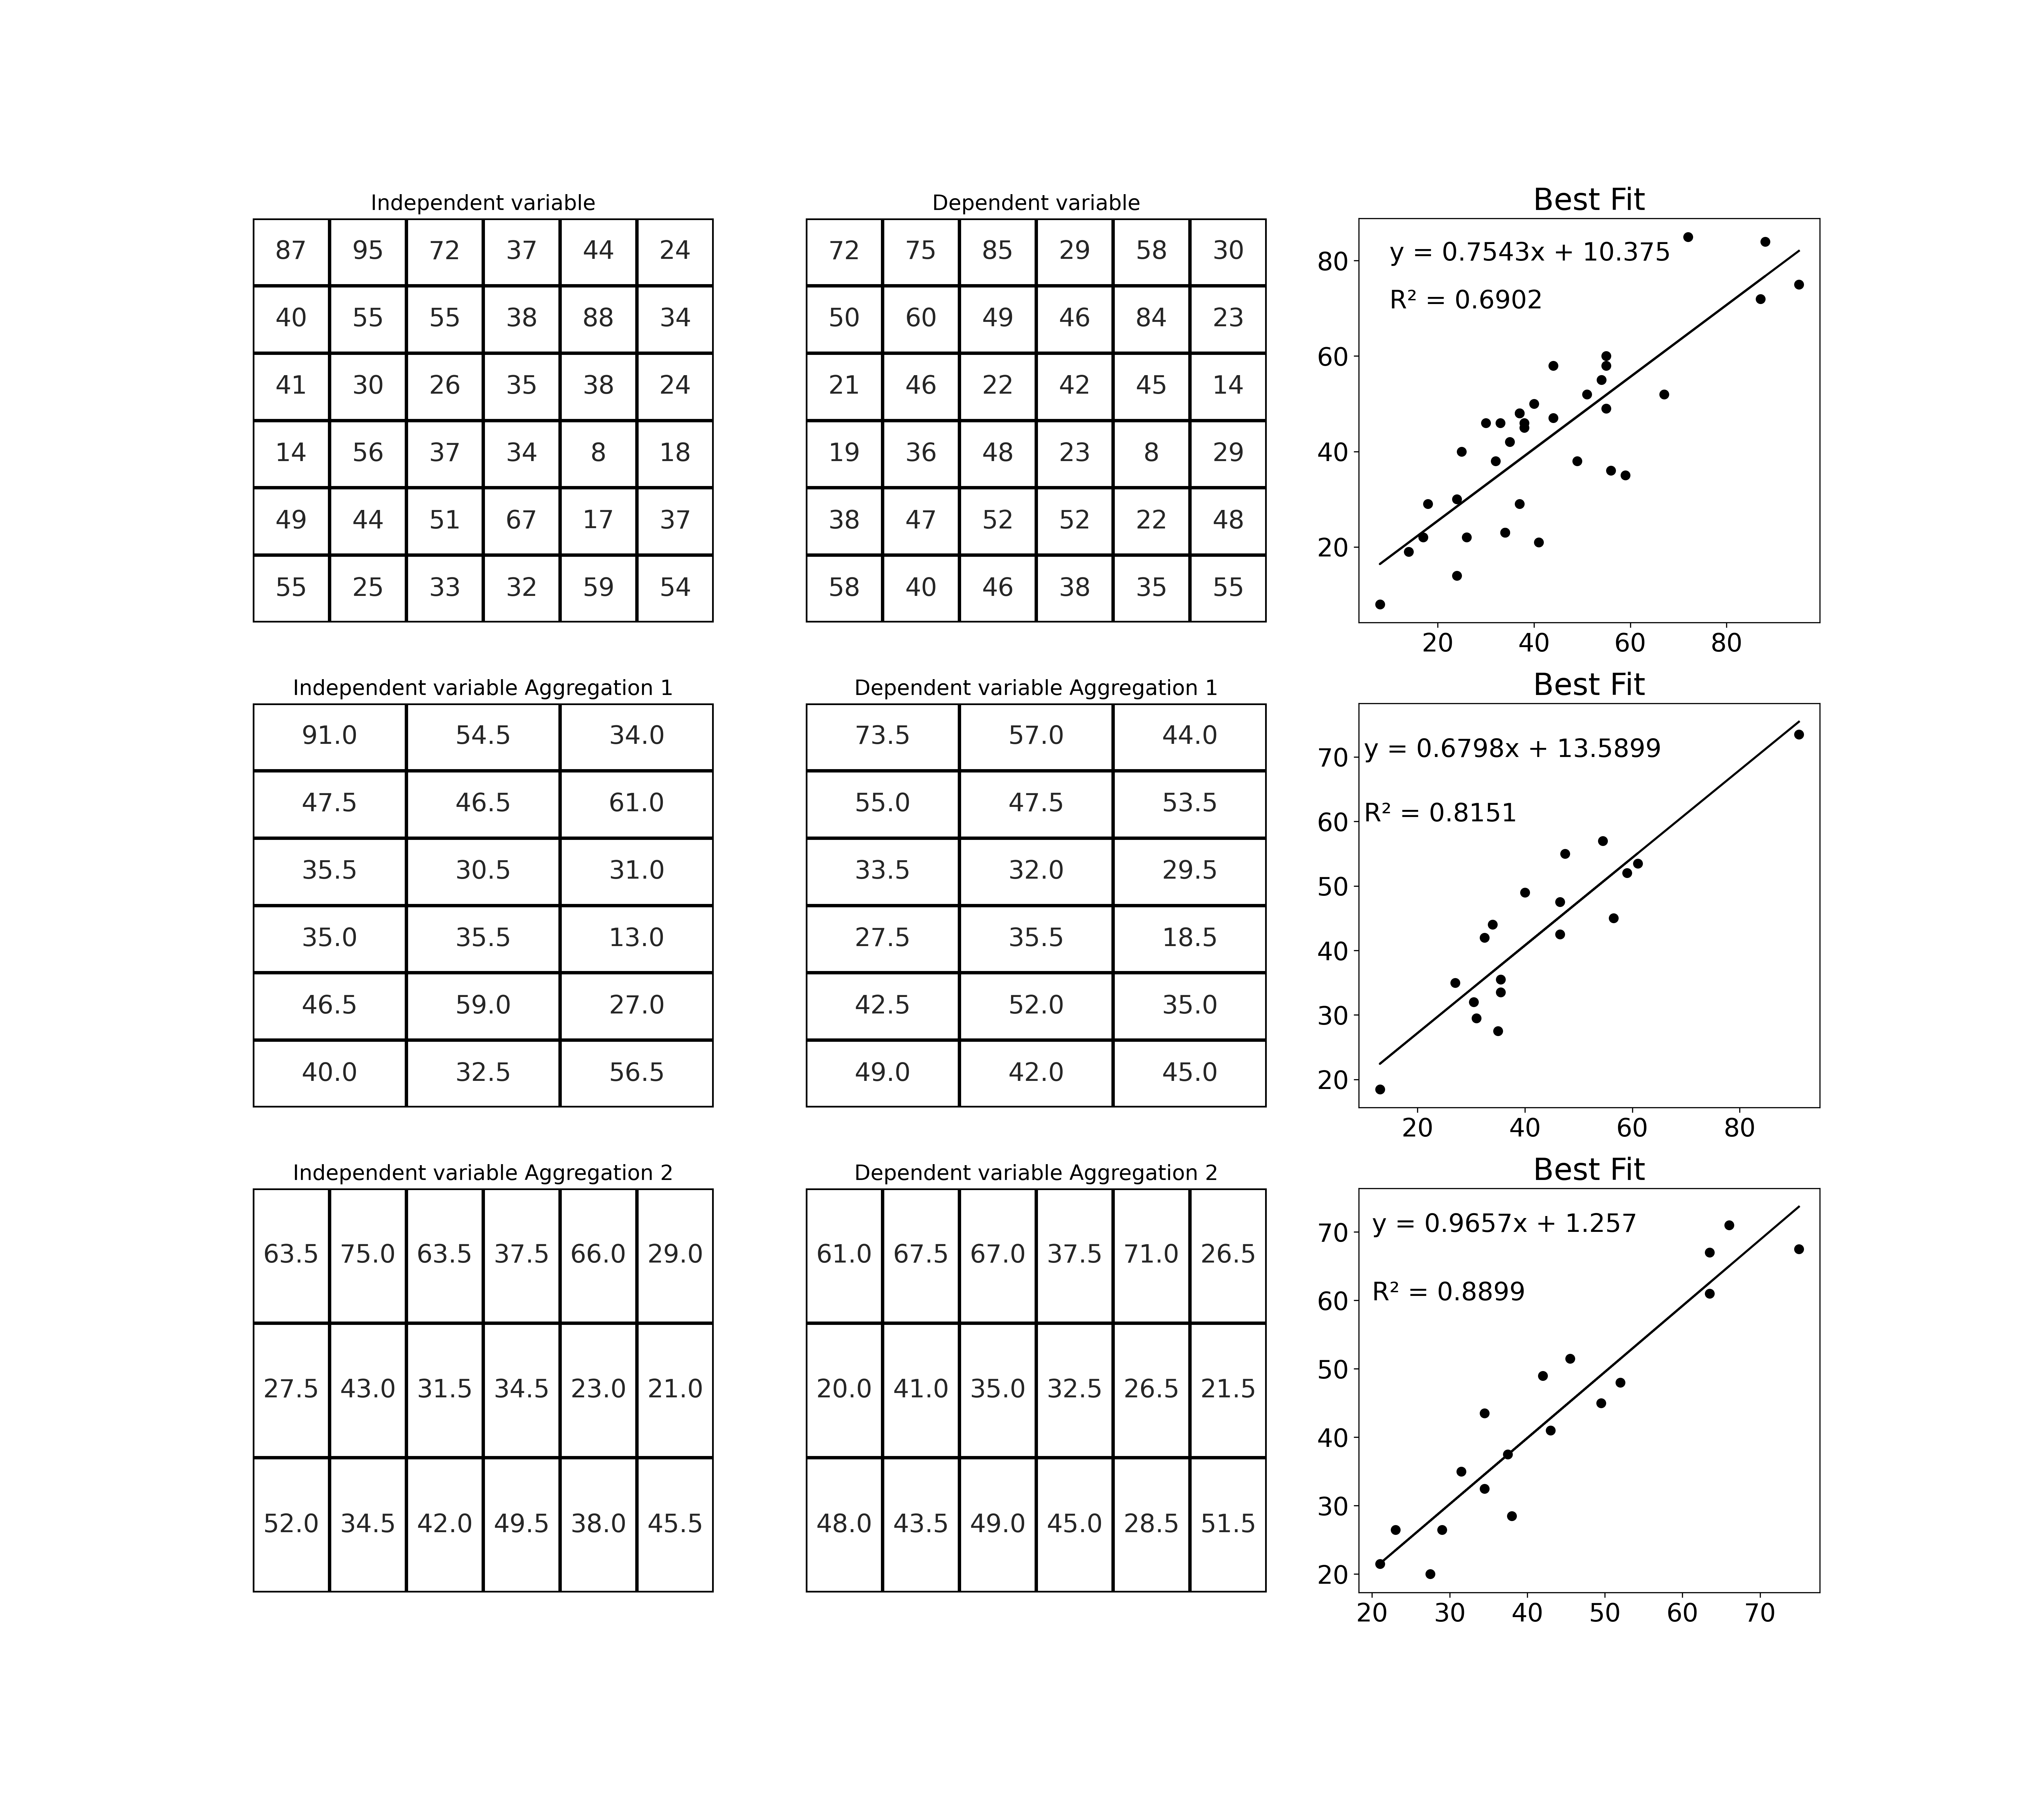 Independent variable
87 95 72 37 44 24
40 55 55 38 88 34
41 30 26 35 38 24
14 56 37 34 8 18
49 44 51 67 17 37
55 25 33 32 59 54
Dependent variable
72 75 85 29 58 30
50 60 49 46 84 23
21 46 22 42 45 14
19 36 48 23 8 29
38 47 52 52 22 48
58 40 46 38 35 55
Best Fit
y = 0.7543x + 10.375
R² = 0.6902
80
60
40
20
20 40 60 80
Independent variable Aggregation 1
91.0 54.5 34.0
47.5 46.5 61.0
35.5 30.5 31.0
35.0 35.5 13.0
46.5 59.0 27.0
40.0 32.5 56.5
Dependent variable Aggregation 1
73.5 57.0 44.0
55.0 47.5 53.5
33.5 32.0 29.5
27.5 35.5 18.5
42.5 52.0 35.0
49.0 42.0 45.0
Best Fit
y = 0.6798x + 13.5899
R² = 0.8151
70
60
50
40
30
20
20 40 60 80
Independent variable Aggregation 2
63.5 75.0 63.5 37.5 66.0 29.0
27.5 43.0 31.5 34.5 23.0 21.0
52.0 34.5 42.0 49.5 38.0 45.5
Dependent variable Aggregation 2
61.0 67.5 67.0 37.5 71.0 26.5
20.0 41.0 35.0 32.5 26.5 21.5
48.0 43.5 49.0 45.0 28.5 51.5
Best Fit
y = 0.9657x + 1.257
R² = 0.8899
70
60
50
40
30
20
20 30 40 50 60 70